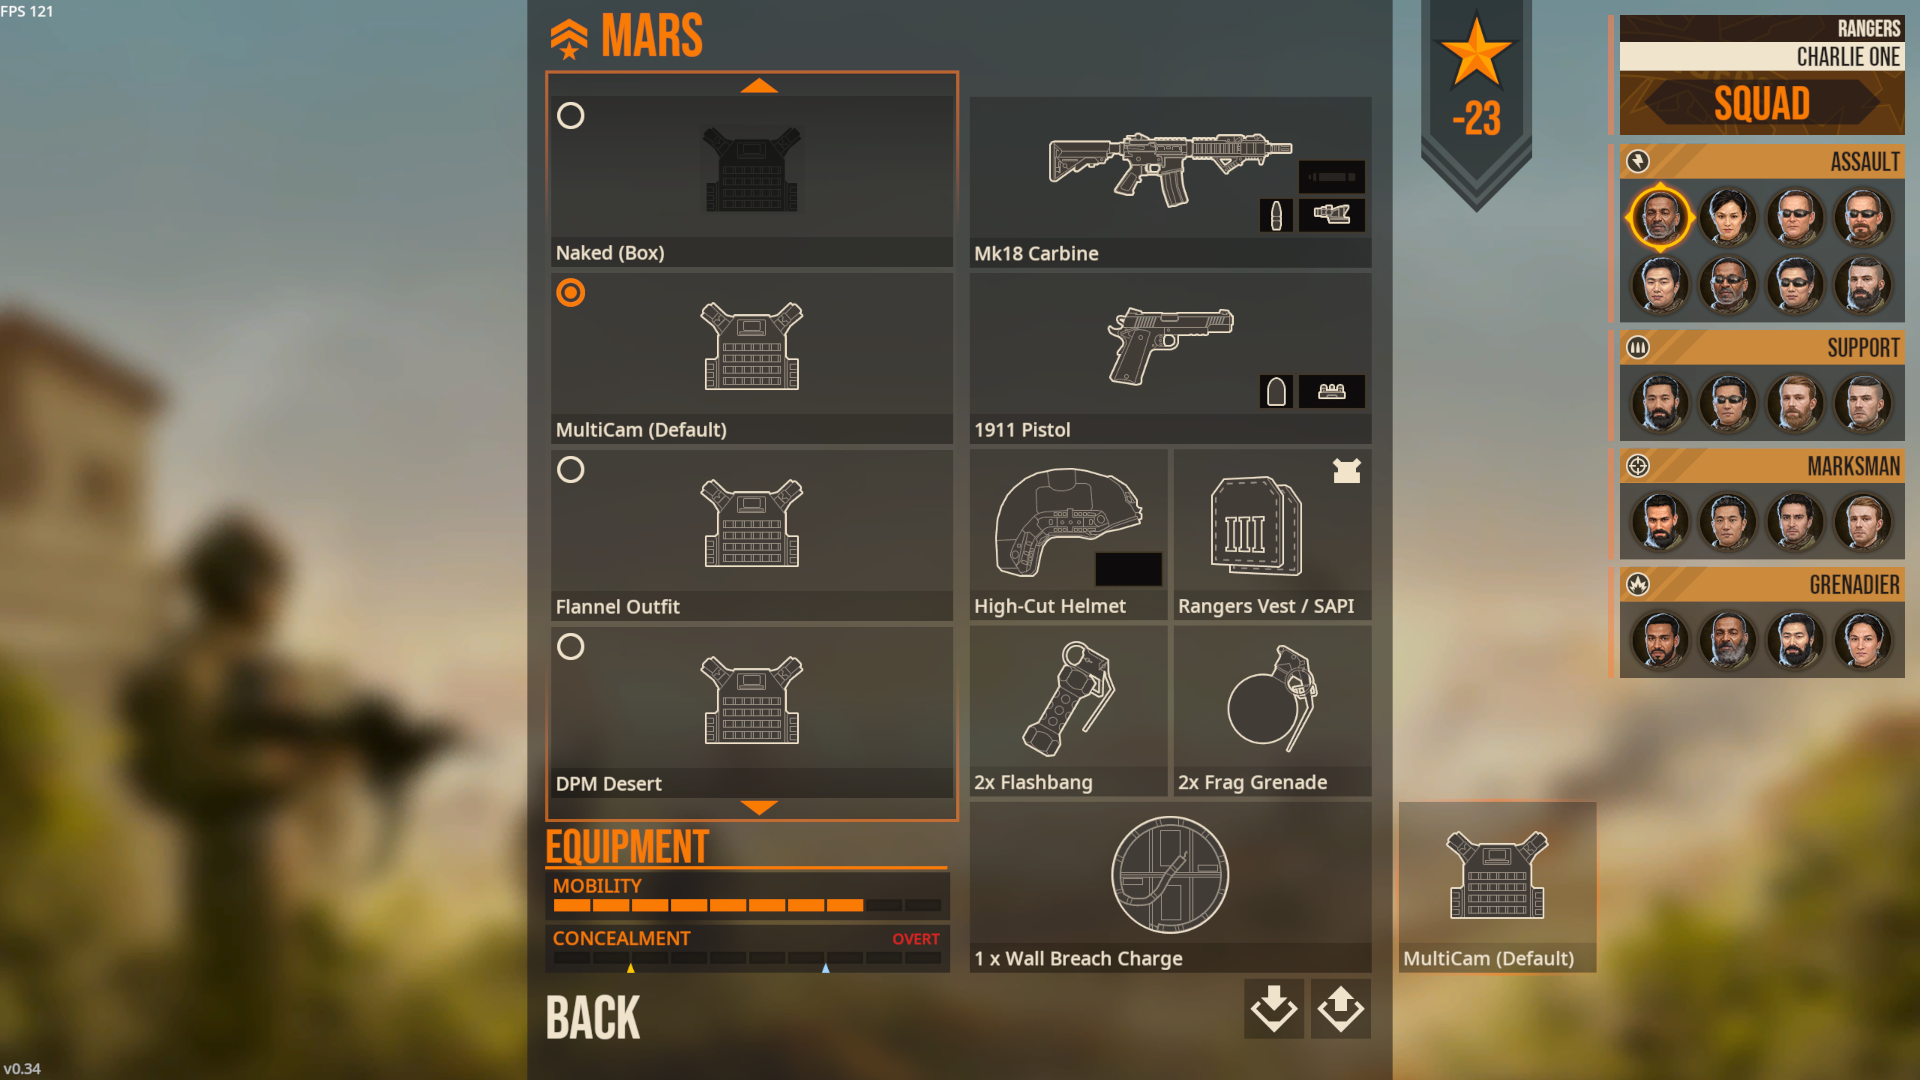 FPS 121
MARS
Naked (Box)
MultiCam (Default)
Flannel Outfit
DPM Desert
EQUIPMENT
MOBILITY
CONCEALMENT
OVERT
BACK
Mk18 Carbine
1911 Pistol
High-Cut Helmet
III
Rangers Vest / SAPI
2x Flashbang
2x Frag Grenade
1 x Wall Breach Charge
-23
MultiCam (Default)
RANGERS
CHARLIE ONE
SQUAD
ASSAULT
SUPPORT
MARKSMAN
GRENADIER
v0.34